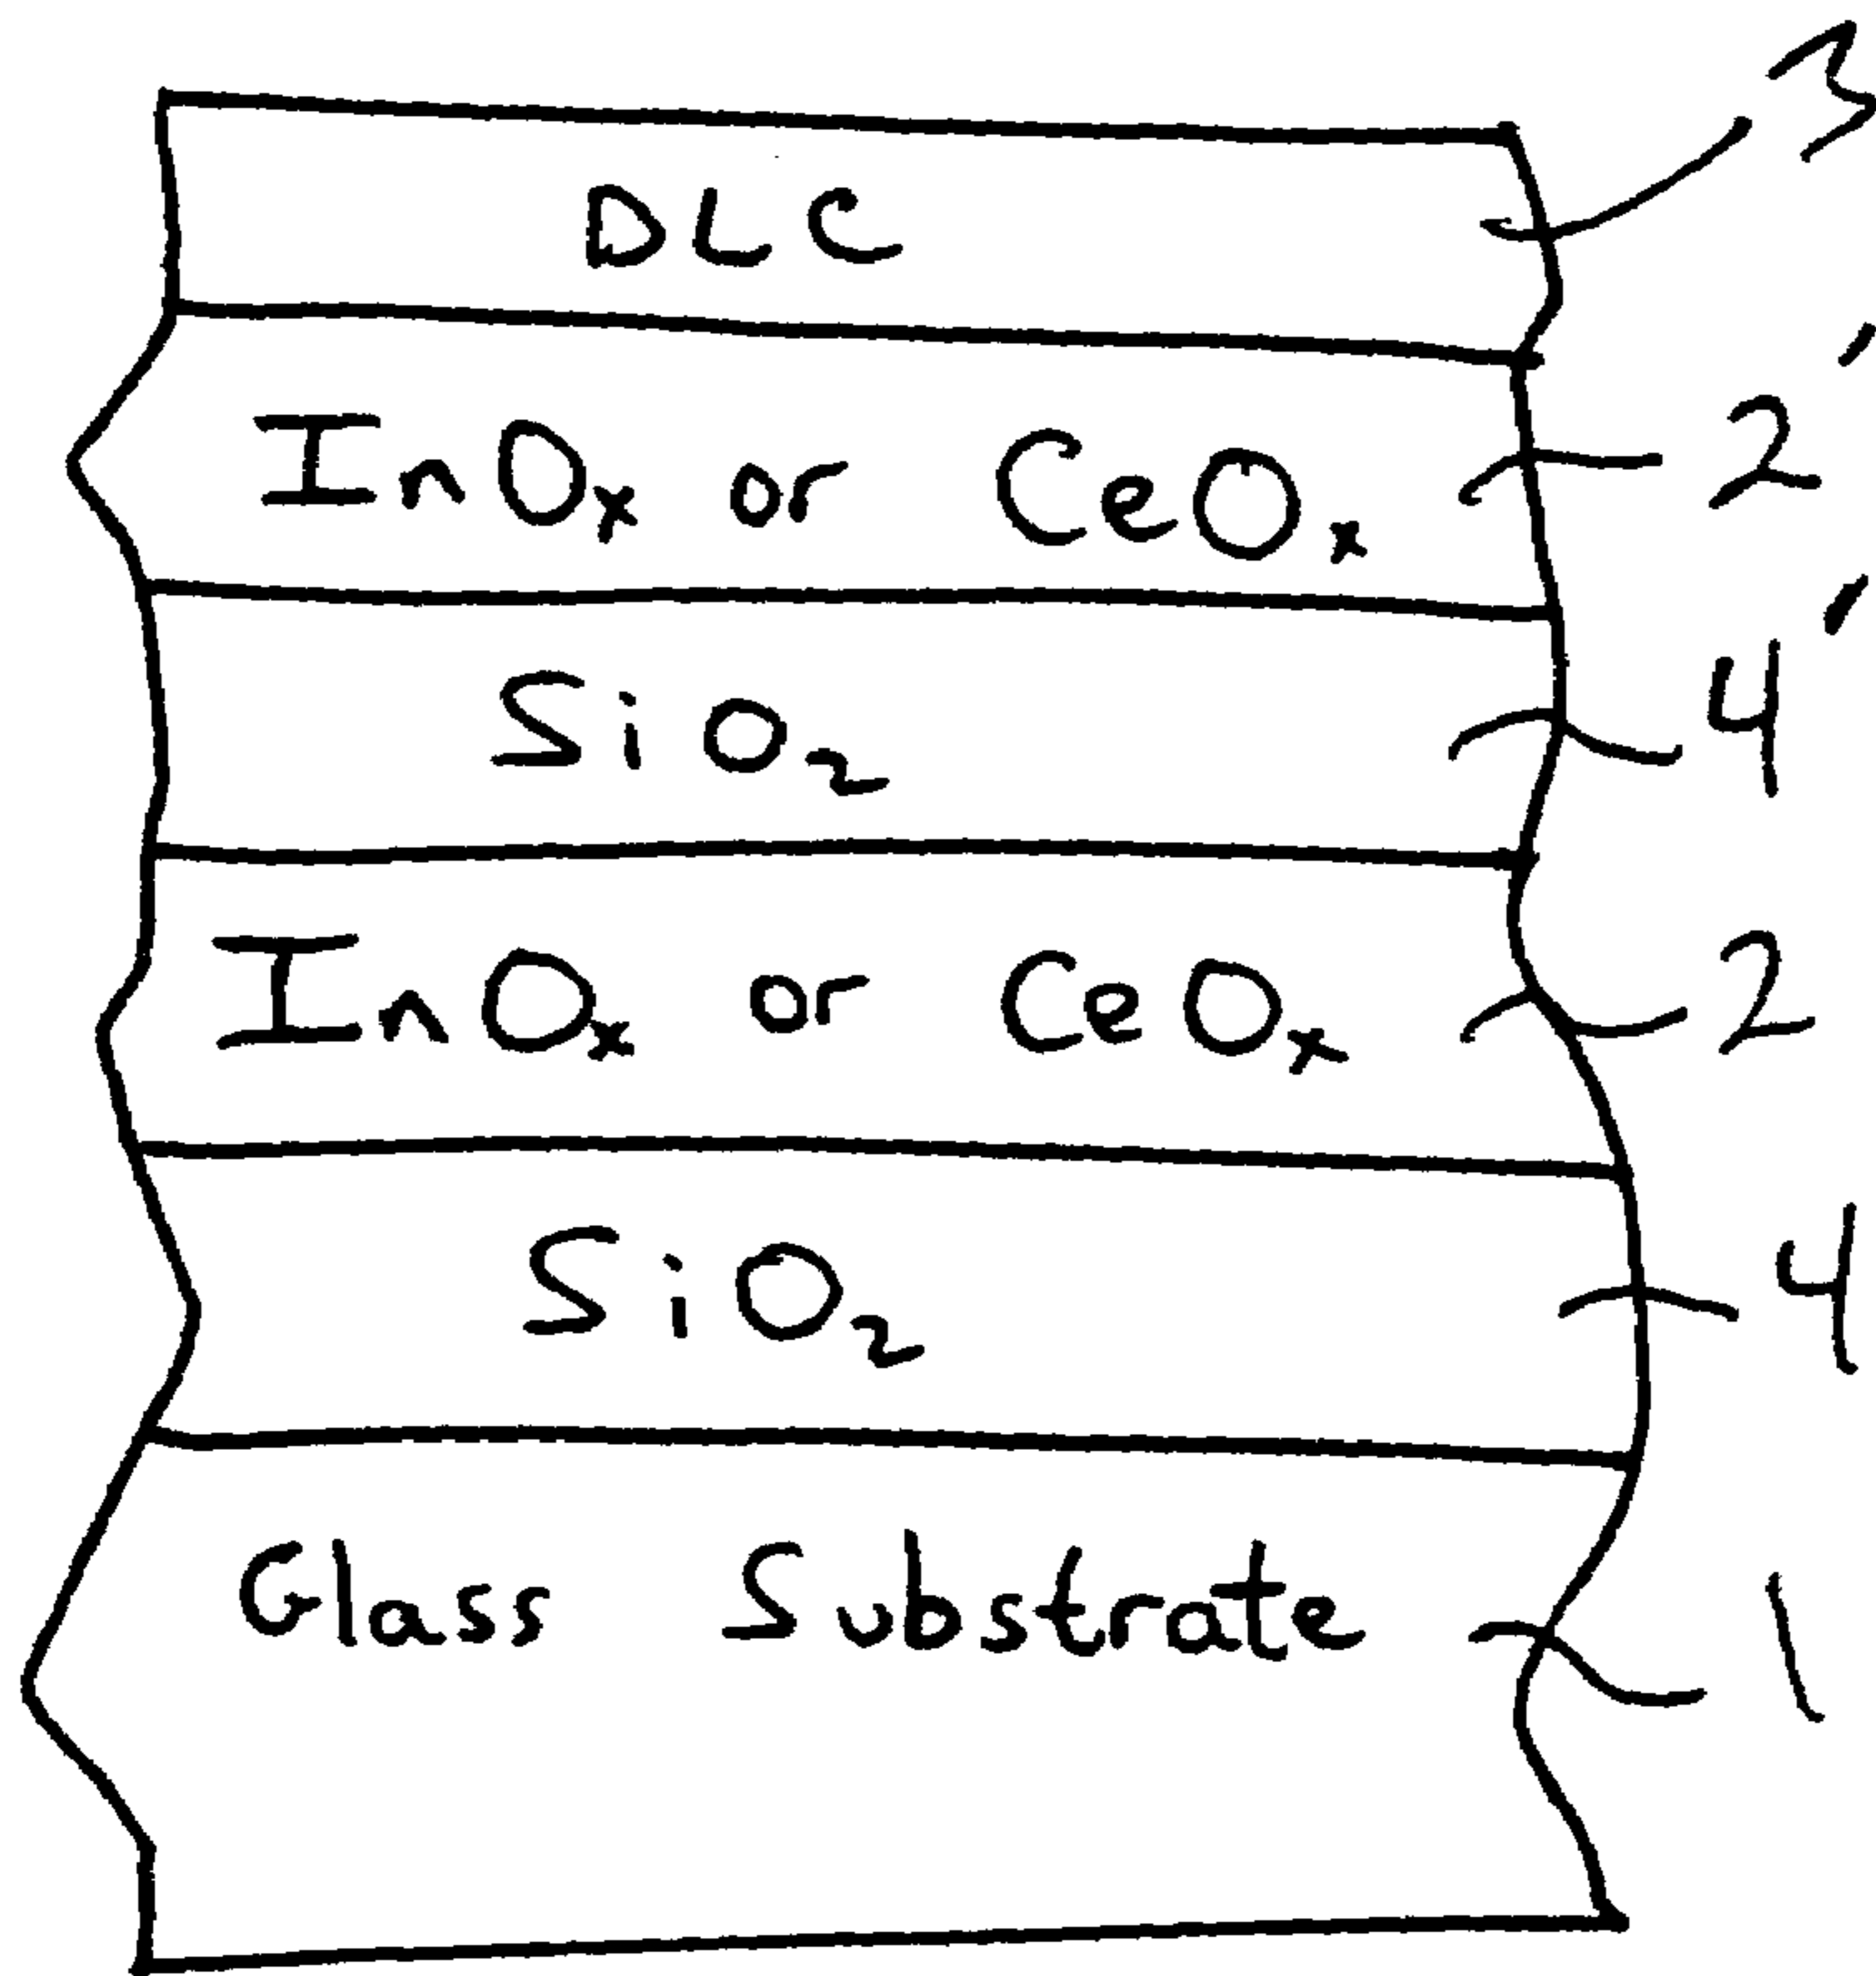 3
DLC
InOₓ or CeOₓ 2
SiO₂ 4
InOₓ or CeOₓ 2
SiO₂ 4
Glass Substrate 1